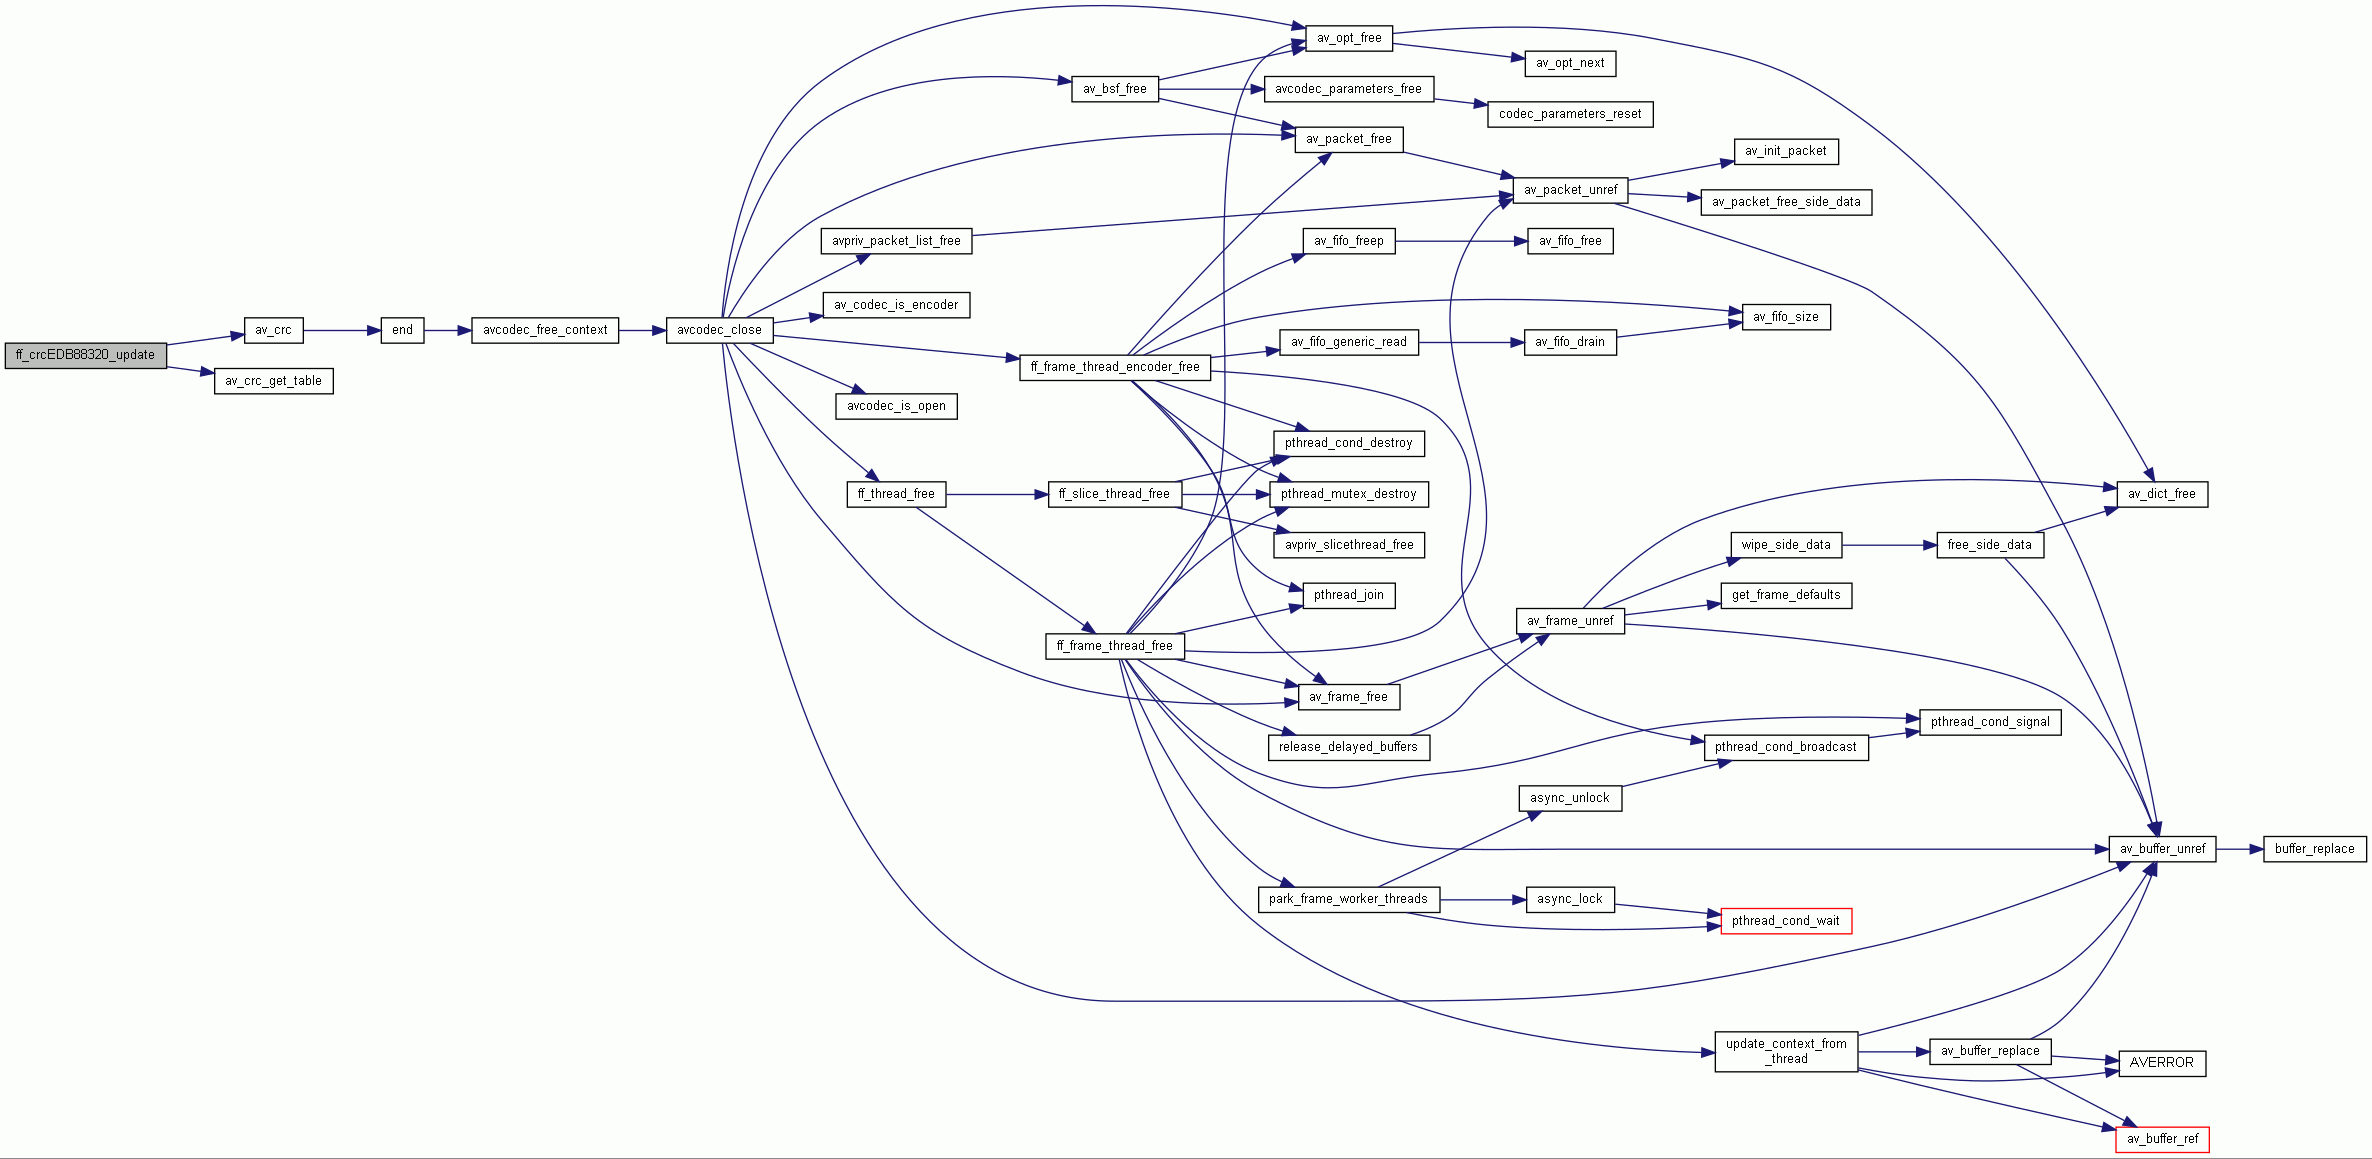 ff_crcEDB88320_update
av_crc
av_crc_get_table
end
avcodec_free_context
avcodec_close
av_opt_free
av_opt_next
av_bsf_free
avcodec_parameters_free
codec_parameters_reset
av_packet_free
av_init_packet
av_packet_unref
av_packet_free_side_data
avpriv_packet_list_free
av_fifo_freep
av_fifo_free
av_codec_is_encoder
av_fifo_size
ff_frame_thread_encoder_free
av_fifo_generic_read
av_fifo_drain
avcodec_is_open
pthread_cond_destroy
ff_thread_free
ff_slice_thread_free
pthread_mutex_destroy
av_dict_free
avpriv_slicethread_free
wipe_side_data
free_side_data
pthread_join
get_frame_defaults
av_frame_unref
ff_frame_thread_free
av_frame_free
pthread_cond_signal
release_delayed_buffers
pthread_cond_broadcast
async_unlock
av_buffer_unref
buffer_replace
park_frame_worker_threads
async_lock
pthread_cond_wait
update_context_from
_thread
av_buffer_replace
AVERROR
av_buffer_ref